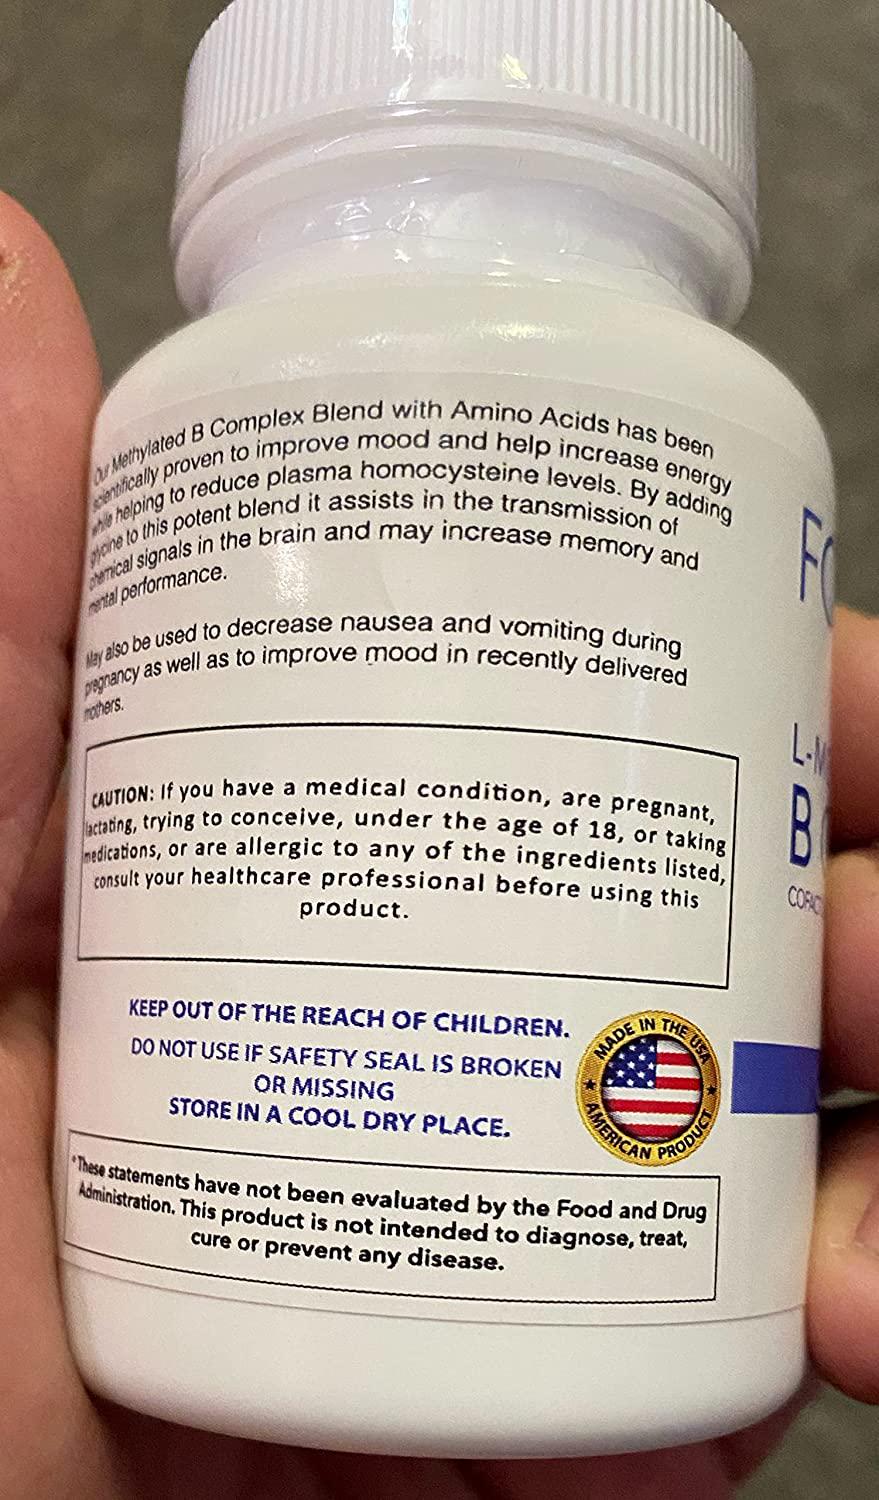 Our Methylated B Complex Blend with Amino Acids has been
scientifically proven to improve mood and help increase energy
while helping to reduce plasma homocysteine levels. By adding
glycine to this potent blend it assists in the transmission of
chemical signals in the brain and may increase memory and
mental performance.
May also be used to decrease nausea and vomiting during
pregnancy as well as to improve mood in recently delivered
mothers.
CAUTION: If you have a medical condition, are pregnant,
lactating, trying to conceive, under the age of 18, or taking
medications, or are allergic to any of the ingredients listed,
consult your healthcare professional before using this
product.
KEEP OUT OF THE REACH OF CHILDREN.
DO NOT USE IF SAFETY SEAL IS BROKEN
OR MISSING
STORE IN A COOL DRY PLACE.
MADE IN THE USA
AMERICAN PRODUCT
*These statements have not been evaluated by the Food and Drug
Administration. This product is not intended to diagnose, treat,
cure or prevent any disease.
L-M
B